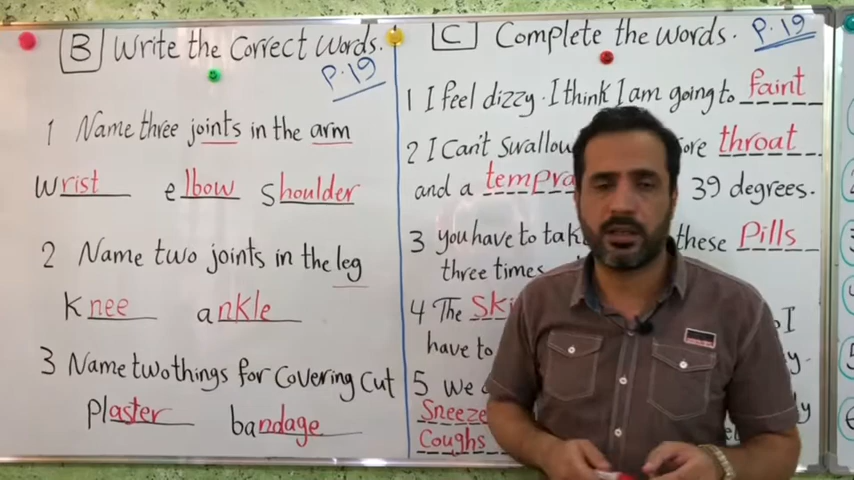 B Write the Correct Words.
P.19
1 Name three joints in the arm
wrist elbow shoulder
2 Name two joints in the leg
Knee ankle
3 Name two things for Covering Cut
plaster bandage
C Complete the words. P.19
1 I feel dizzy. I think I am going to faint
2 I Can't Swallow throat
and a 39 degrees.
3 you have to these Pills
three times
4 The I
have to
5 we
Sneeze
Coughs